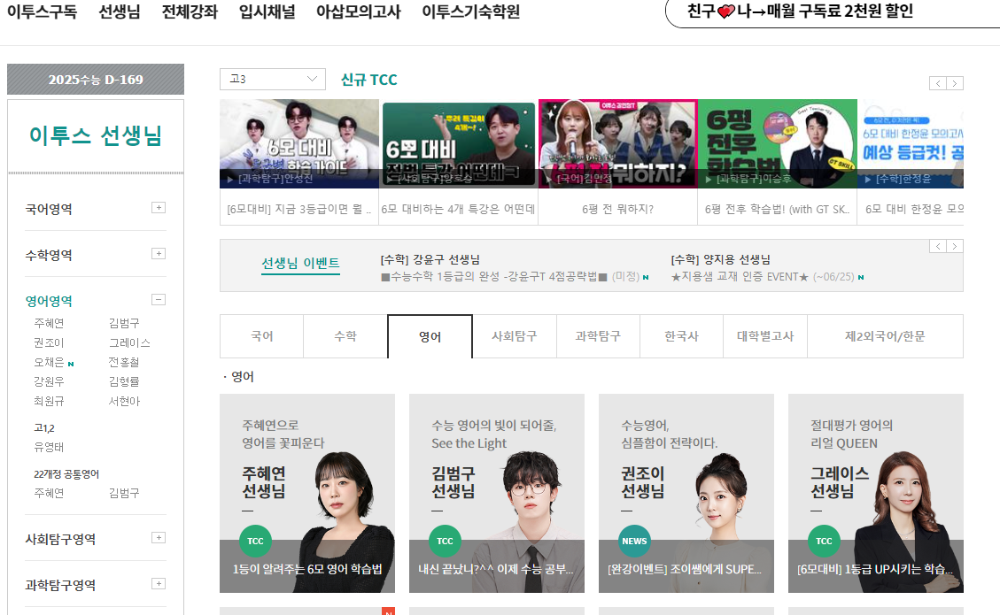 이투스구독 선생님 전체강좌 입시채널 아삽모의고사 이투스기숙학원
친구❤️나→매월 구독료 2천원 할인
2025수능 D-169
이투스 선생님
국어영역
수학영역
영어영역
주혜연 김범구
권조이 그레이스
오채은 N 전홍철
강원우 김형률
최원규 서현아
고1,2
유영태
22개정 공통영어
주혜연 김범구
사회탐구영역
과학탐구영역
고3
신규 TCC
6모 대비
학습 가이드
▶ [과학탐구]안성진
[6모대비] 지금 3등급이면 뭘 ..
무려 특강이
4개~!
6모 대비
▶ [사회탐구]
6모 대비하는 4개 특강은 어떤데
이투스 김민정T
6평 전 뭐하지?
[국어]김민정
6평 전 뭐하지?
6평
전후
학습법
GT SKILL
▶ [과학탐구]이승후
6평 전후 학습법! (with GT SK..
6모 대비 한정윤 모의고사
예상 등급컷! 공
▶ [수학]한정윤
6모 대비 한정윤 모의
선생님 이벤트
[수학] 강윤구 선생님
■수능수학 1등급의 완성 -강윤구T 4점공략법■ (미정) N
[수학] 양지용 선생님
★지용샘 교재 인증 EVENT★ (~06/25) N
국어 수학 영어 사회탐구 과학탐구 한국사 대학별고사 제2외국어/한문
· 영어
주혜연으로
영어를 꽃피운다
주혜연
선생님
TCC
1등이 알려주는 6모 영어 학습법
수능 영어의 빛이 되어줄,
See the Light
김범구
선생님
TCC
내신 끝났니?^^ 이제 수능 공부...
수능영어,
심플함이 전략이다.
권조이
선생님
NEWS
[완강이벤트] 조이쌤에게 SUPE...
절대평가 영어의
리얼 QUEEN
그레이스
선생님
TCC
[6모대비] 1등급 UP시키는 학습...
N